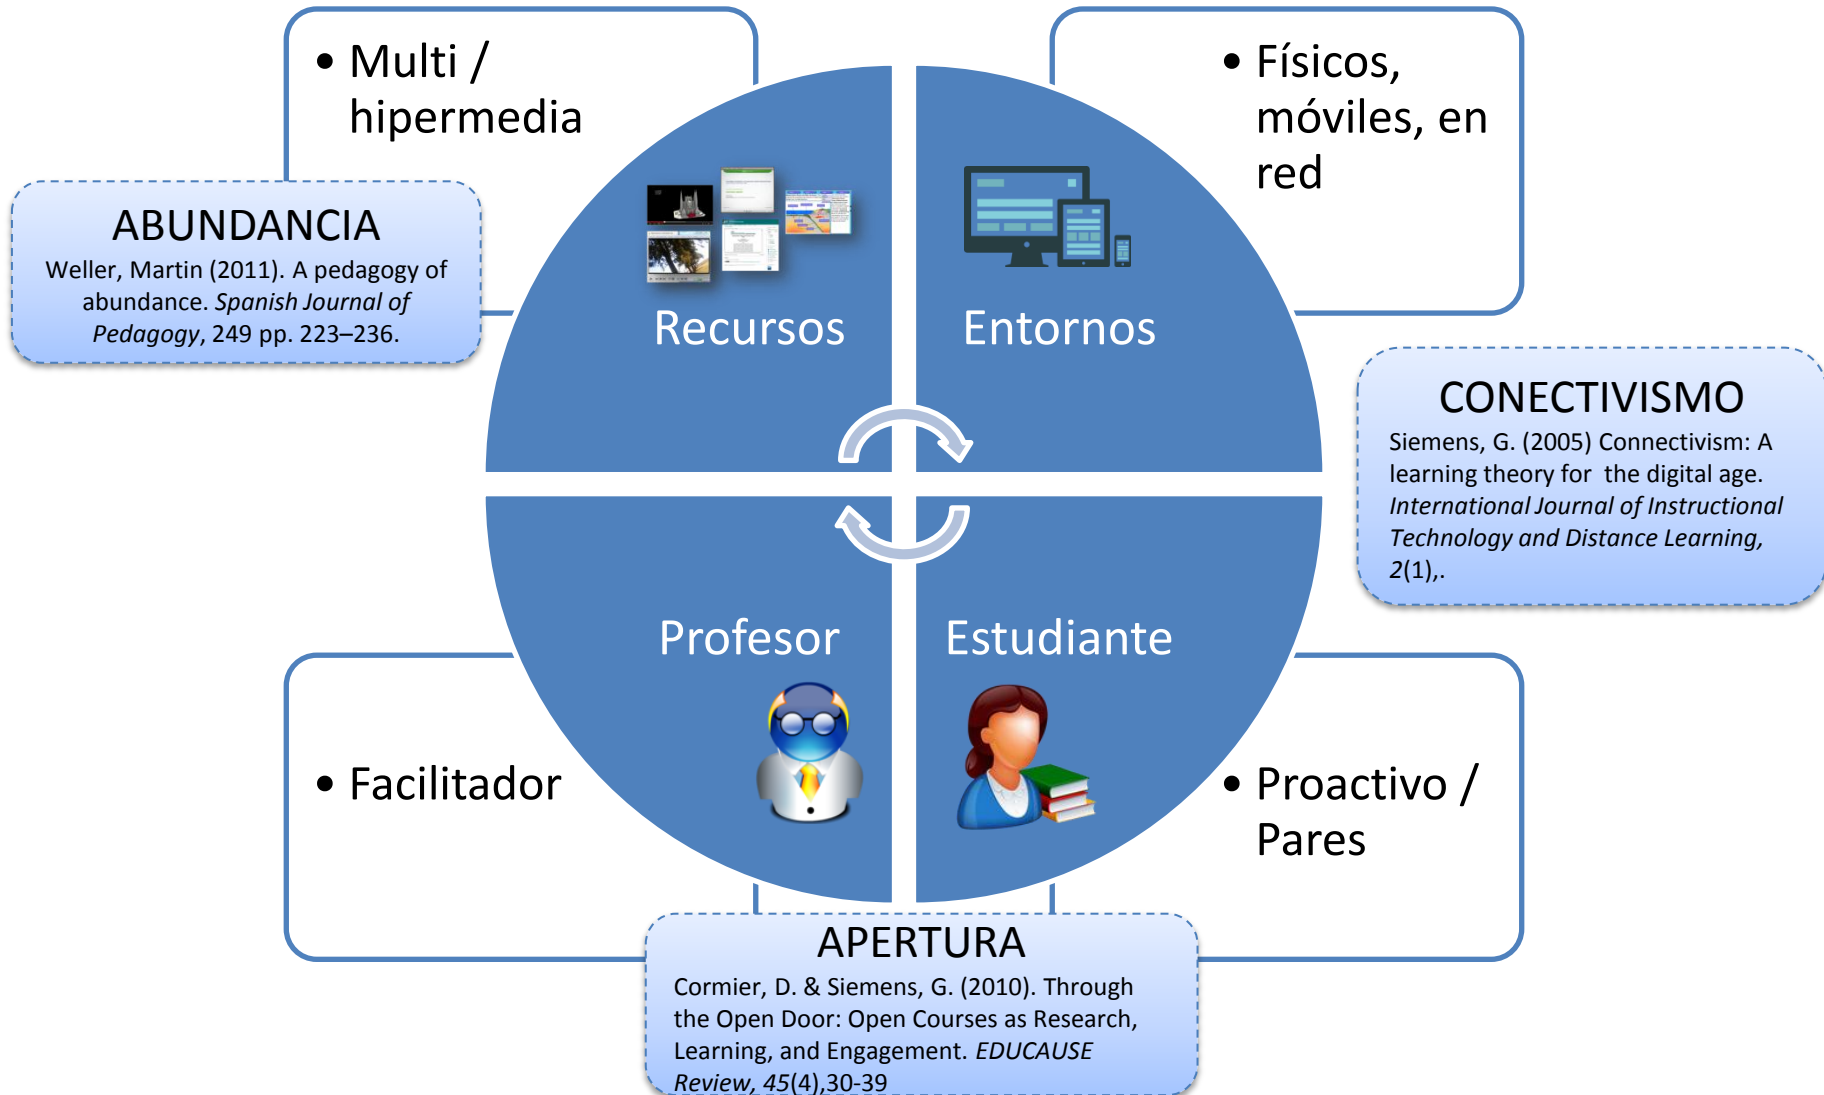 • Multi /
hipermedia
• Físicos,
móviles, en
red
ABUNDANCIA
Weller, Martin (2011). A pedagogy of
abundance. Spanish Journal of
Pedagogy, 249 pp. 223–236.
Recursos
Entornos
CONECTIVISMO
Siemens, G. (2005) Connectivism: A
learning theory for the digital age.
International Journal of Instructional
Technology and Distance Learning,
2(1),.
Profesor
Estudiante
• Facilitador
• Proactivo /
Pares
APERTURA
Cormier, D. & Siemens, G. (2010). Through
the Open Door: Open Courses as Research,
Learning, and Engagement. EDUCAUSE
Review, 45(4),30-39